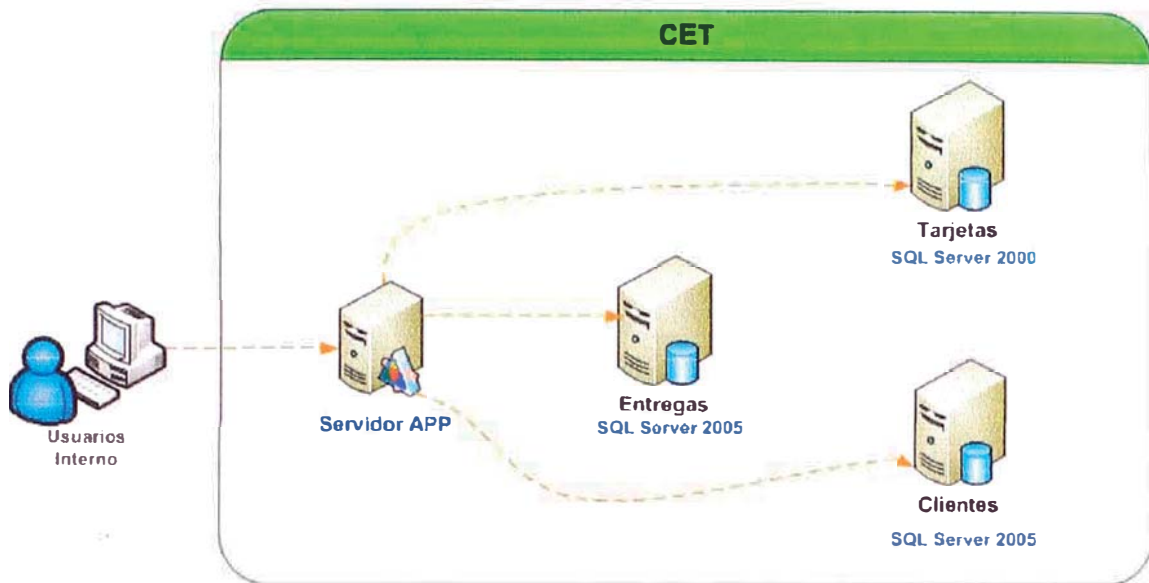 CET
Tarjetas
SQL Server 2000
Usuarios
Interno
Servidor APP
Entregas
SQL Server 2005
Clientes
SQL Server 2005